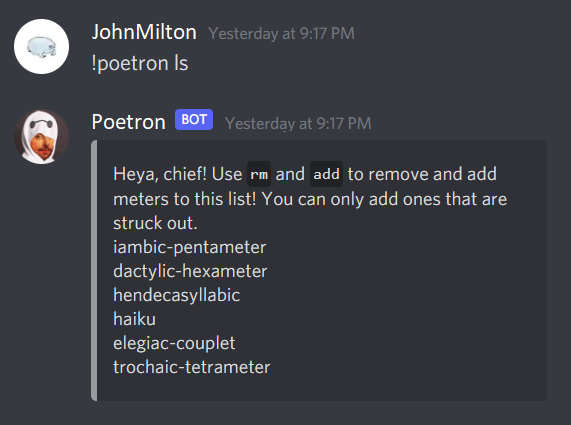 JohnMilton Yesterday at 9:17 PM
!poetron ls
Poetron BOT Yesterday at 9:17 PM
Heya, chief! Use rm and add to remove and add
meters to this list! You can only add ones that are
struck out.
iambic-pentameter
dactylic-hexameter
hendecasyllabic
haiku
elegiac-couplet
trochaic-tetrameter